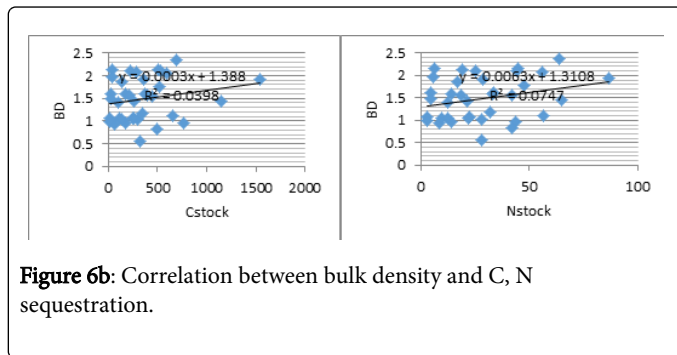 2.5
2
1.5
1
0.5
0
BD
y = 0.0003x + 1.388
R² = 0.0398
0 500 1000 1500 2000
Cstock
2.5
2
1.5
1
0.5
0
BD
y = 0.0063x + 1.3108
R² = 0.0747
0 50 100
Nstock
Figure 6b: Correlation between bulk density and C, N
sequestration.